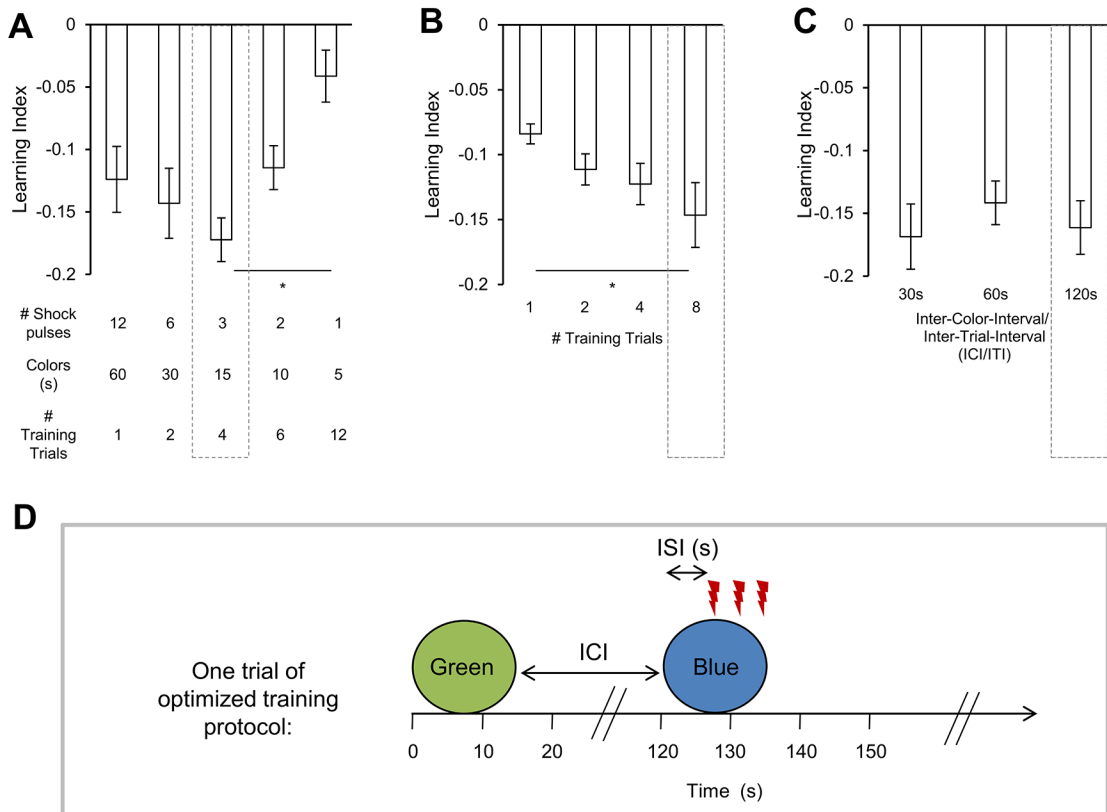 A
0
-0.05
-0.1
-0.15
-0.2
Learning Index
*
# Shock
pulses
12 6 3 2 1
Colors
(s)
60 30 15 10 5
#
Training
Trials
1 2 4 6 12
B
0
-0.05
-0.1
-0.15
-0.2
Learning Index
*
1 2 4 8
# Training Trials
C
0
-0.05
-0.1
-0.15
-0.2
Learning Index
30s 60s 120s
Inter-Color-Interval/
Inter-Trial-Interval
(ICI/ITI)
D
ISI (s)
One trial of
optimized training
protocol:
Green
ICI
Blue
0 10 20 120 130 140 150
Time (s)